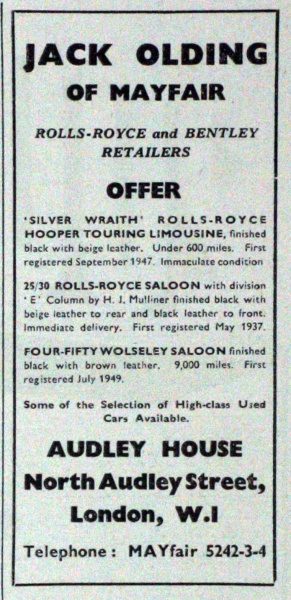 JACK OLDING
OF MAYFAIR
ROLLS-ROYCE and BENTLEY
RETAILERS
OFFER
'SILVER WRAITH' ROLLS-ROYCE
HOOPER TOURING LIMOUSINE, finished
black with beige leather. Under 600 miles. First
registered September 1947. Immaculate condition
25/30 ROLLS-ROYCE SALOON with division
'E' Column by H. J. Mulliner finished black with
beige leather to rear and black leather to front.
Immediate delivery. First registered May 1937.
FOUR-FIFTY WOLSELEY SALOON finished
black with brown leather. 9,000 miles. First
registered July 1949.
Some of the Selection of High-class Used
Cars Available.
AUDLEY HOUSE
North Audley Street,
London, W.I
Telephone: MAYfair 5242-3-4